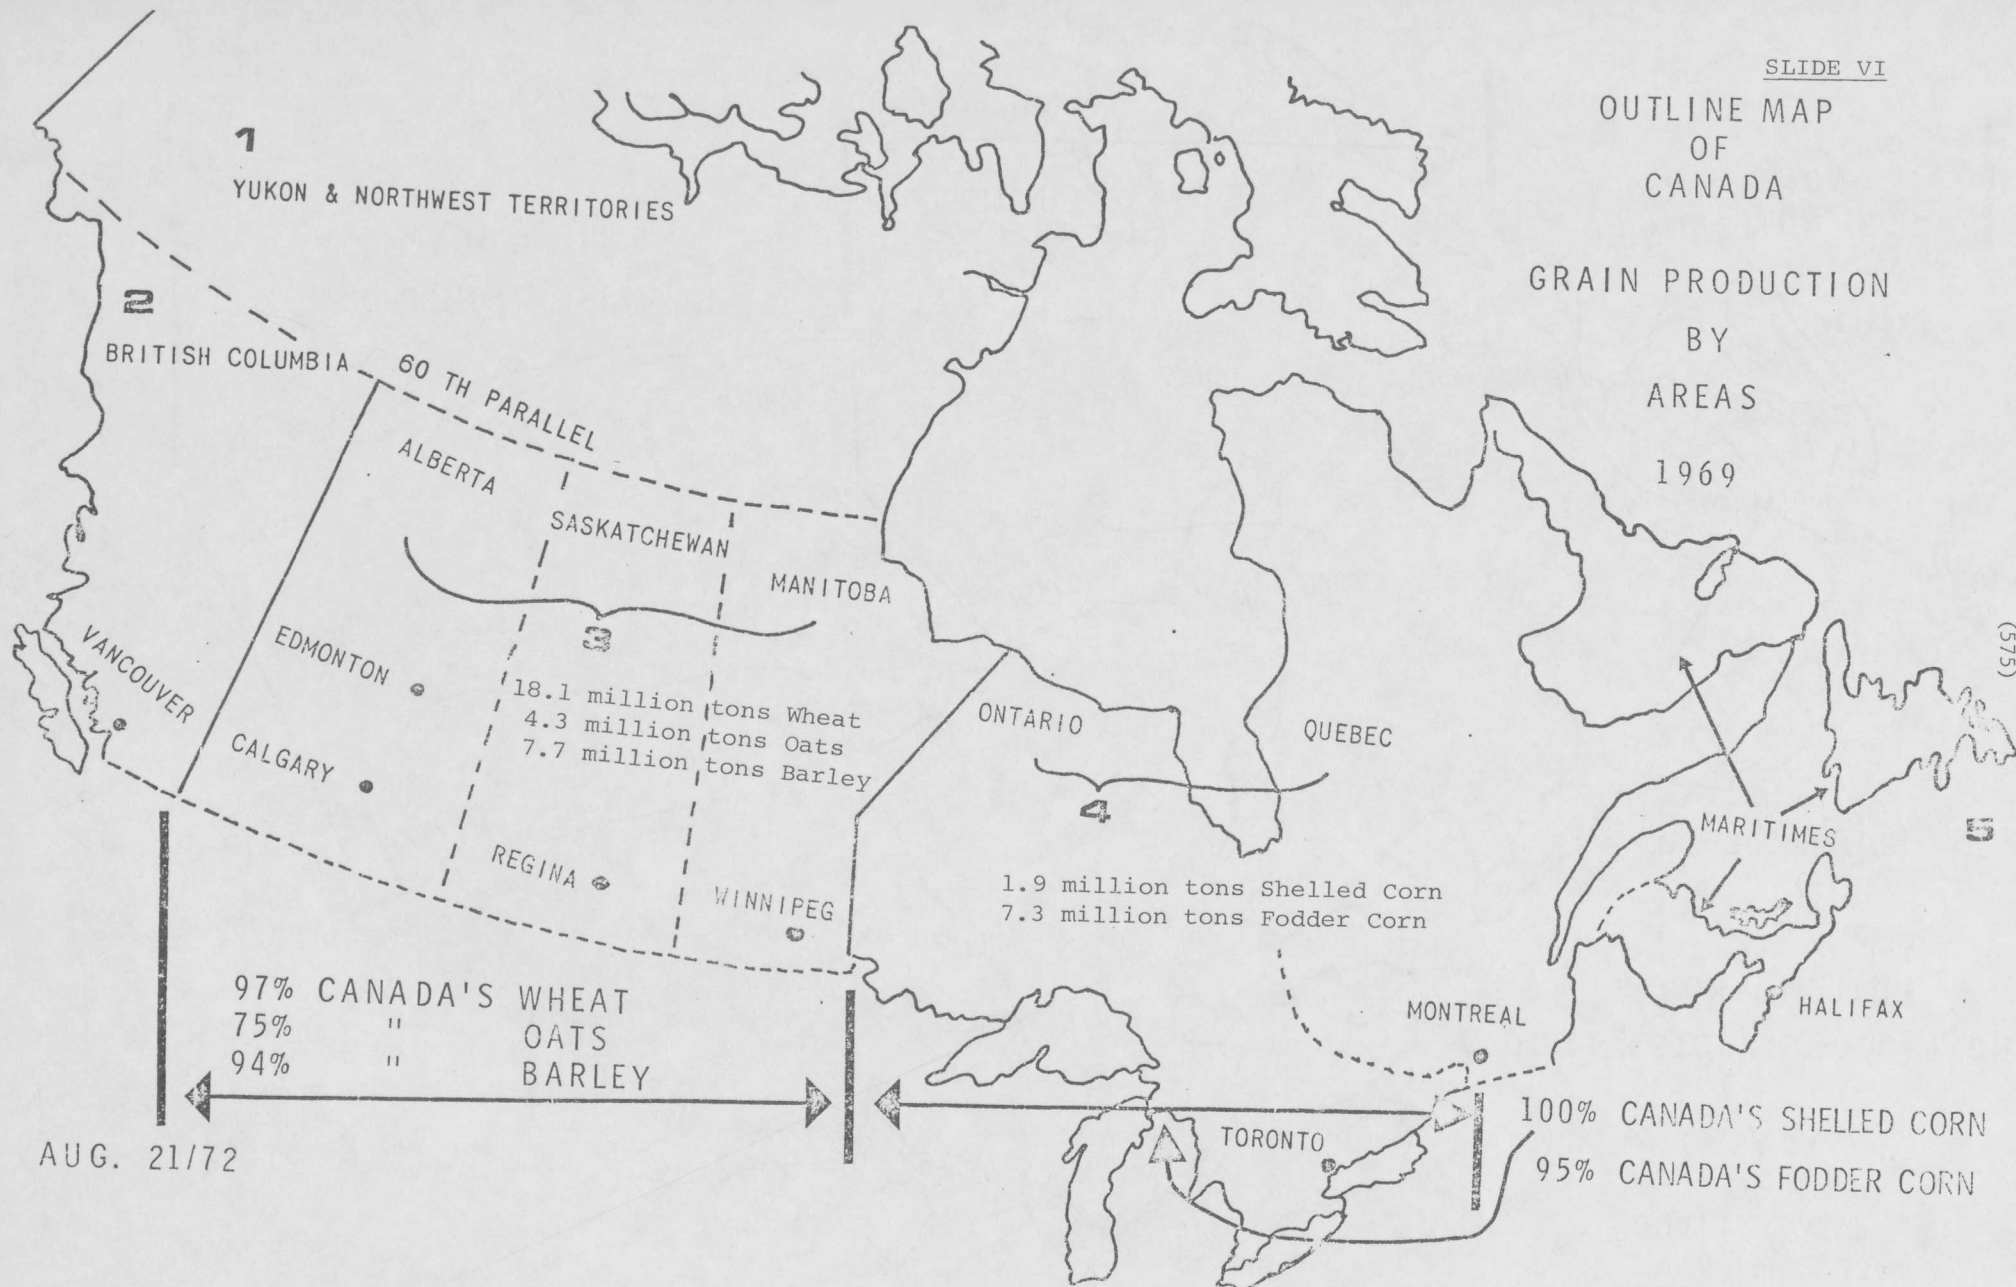 SLIDE VI
OUTLINE MAP
OF
CANADA
GRAIN PRODUCTION
BY
AREAS
1969
1
YUKON & NORTHWEST TERRITORIES
2
BRITISH COLUMBIA
60 TH PARALLEL
ALBERTA
SASKATCHEWAN
MANITOBA
3
VANCOUVER
EDMONTON
CALGARY
REGINA
WINNIPEG
18.1 million tons Wheat
4.3 million tons Oats
7.7 million tons Barley
ONTARIO
QUEBEC
4
1.9 million tons Shelled Corn
7.3 million tons Fodder Corn
MARITIMES
5
(575)
HALIFAX
MONTREAL
TORONTO
97% CANADA'S WHEAT
75% " OATS
94% " BARLEY
100% CANADA'S SHELLED CORN
95% CANADA'S FODDER CORN
AUG. 21/72